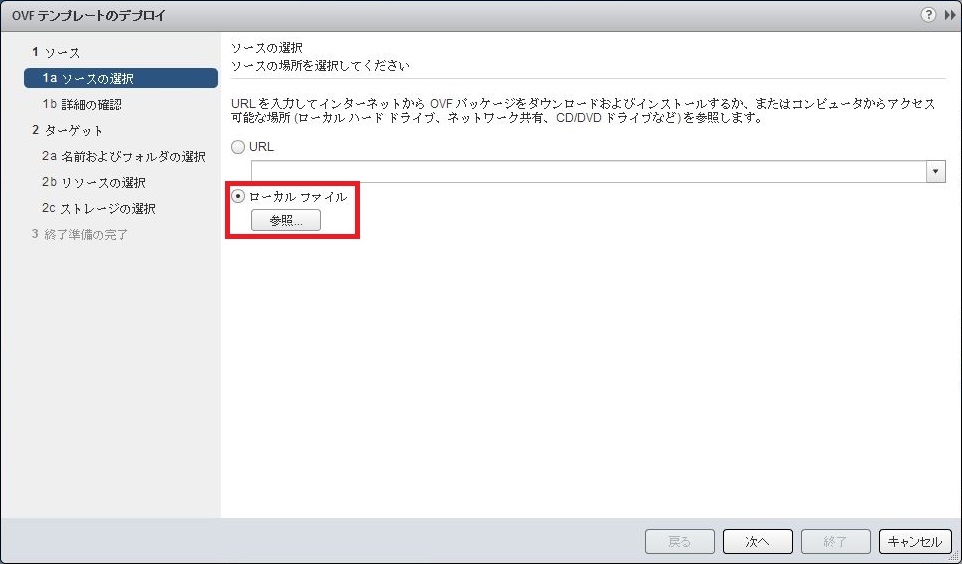 OVF テンプレートのデプロイ
1 ソース
1a ソースの選択
1b 詳細の確認
2 ターゲット
2a 名前およびフォルダの選択
2b リソースの選択
2c ストレージの選択
3 終了準備の完了
ソースの選択
ソースの場所を選択してください
URL を入力してインターネットから OVF パッケージをダウンロードおよびインストールするか、またはコンピュータからアクセス
可能な場所 (ローカル ハード ドライブ、ネットワーク共有、CD/DVD ドライブなど) を参照します。
URL
ローカル ファイル
参照...
戻る
次へ
終了
キャンセル